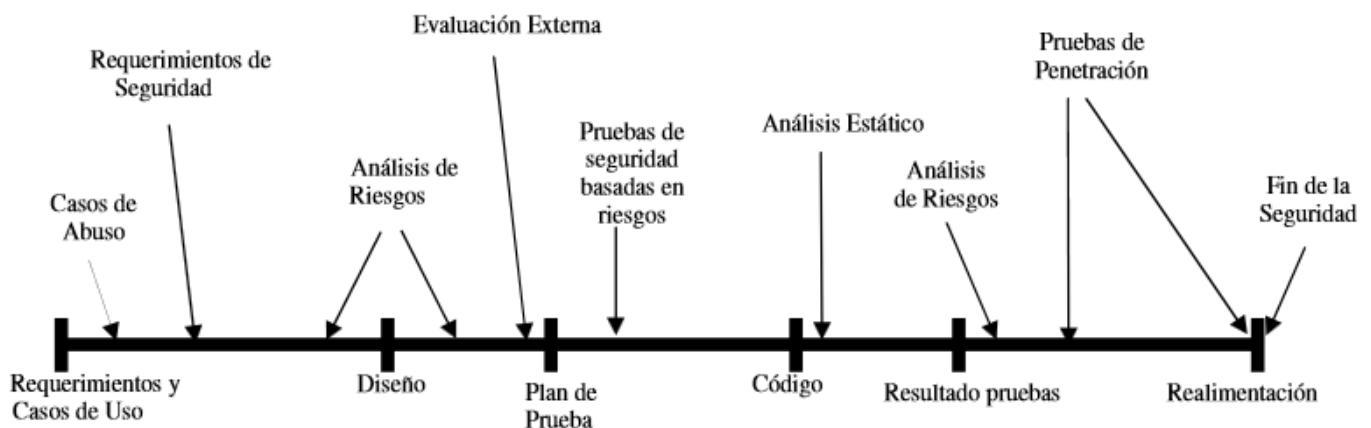 Evaluación Externa
Requerimientos de
Seguridad
Pruebas de
Penetración
Análisis Estático
Pruebas de
seguridad
basadas en
riesgos
Análisis de
Riesgos
Análisis
de Riesgos
Fin de la
Seguridad
Casos de
Abuso
Requerimientos y
Casos de Uso
Diseño
Plan de
Prueba
Código
Resultado pruebas
Realimentación